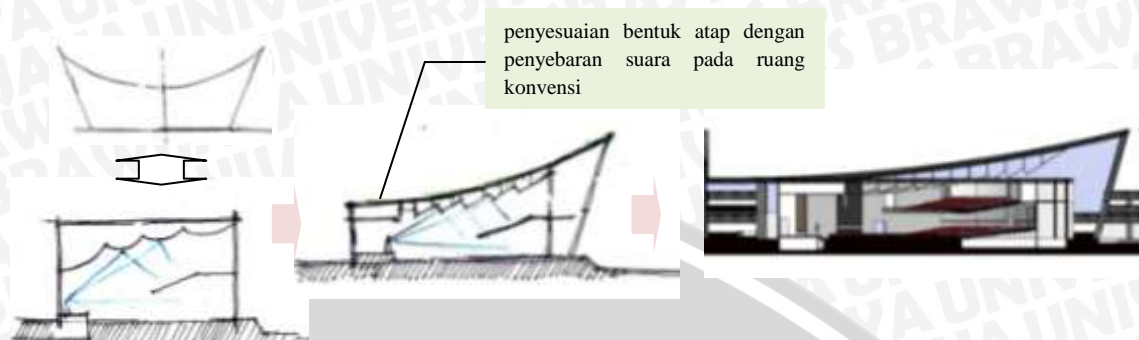 penyesuaian bentuk atap dengan
penyebaran suara pada ruang
konvensi